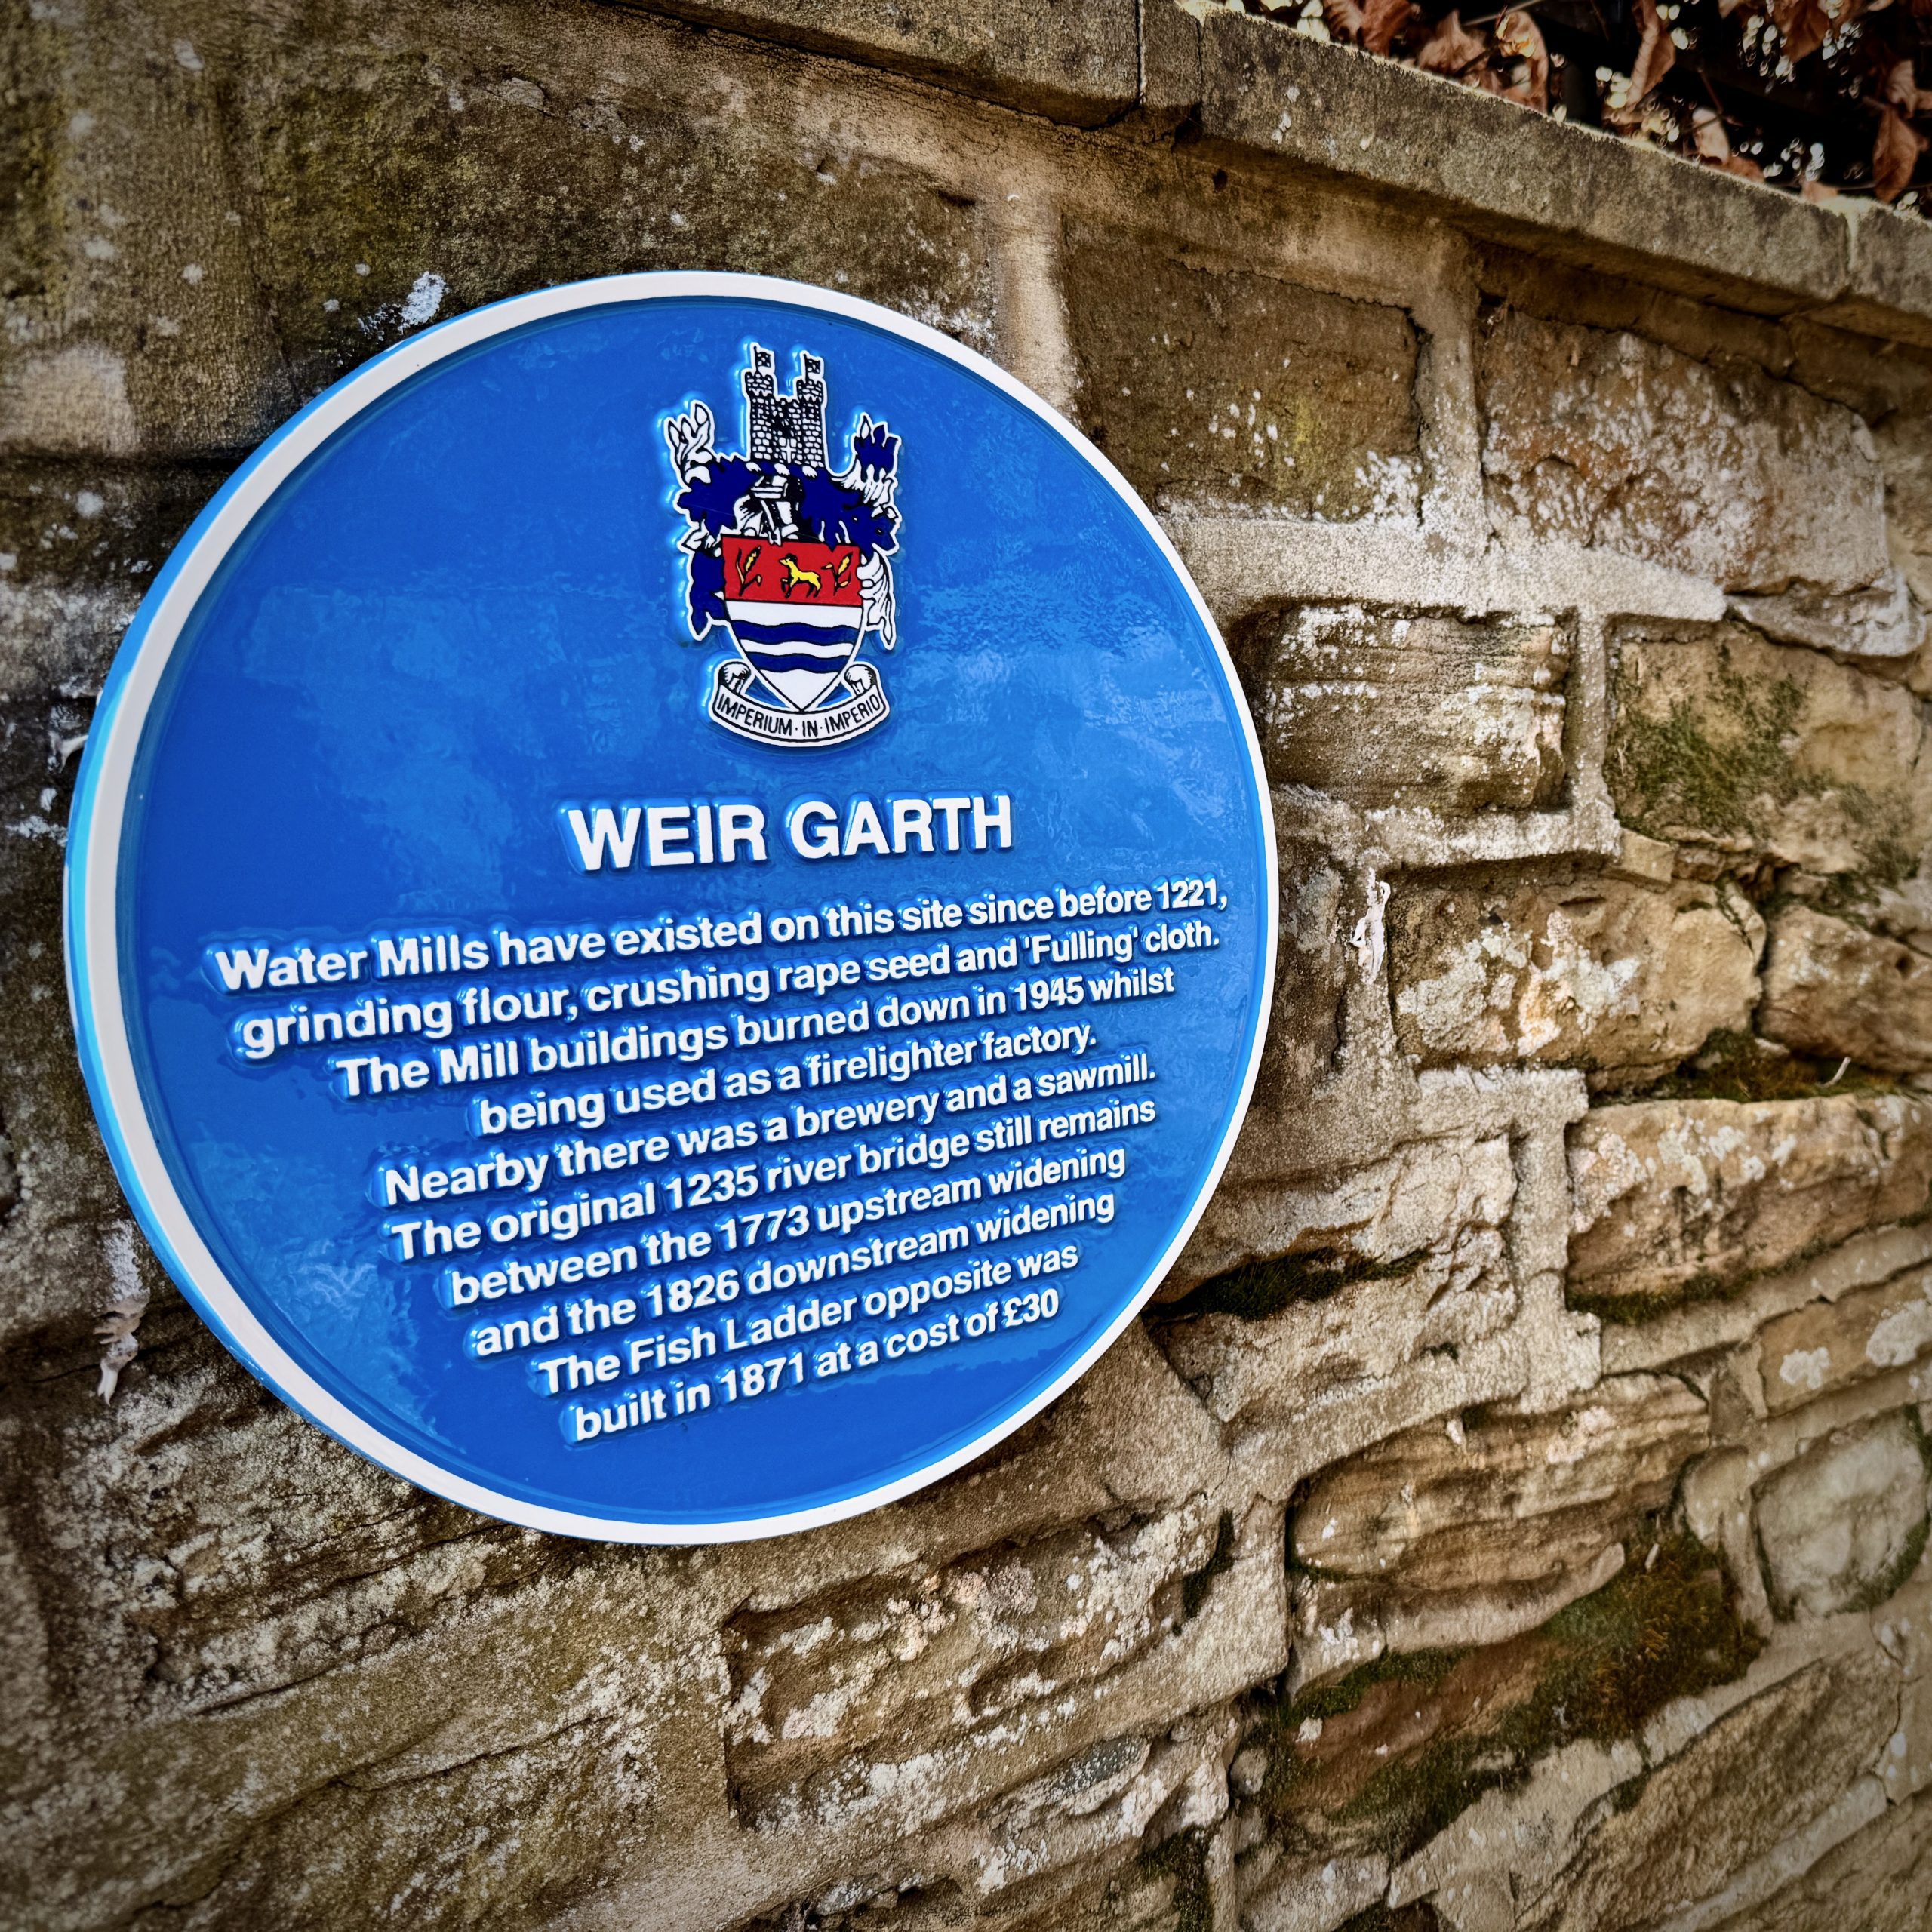 IMPERIUM·IN·IMPERIO
WEIR GARTH
Water Mills have existed on this site since before 1221,
grinding flour, crushing rape seed and 'Fulling' cloth.
The Mill buildings burned down in 1945 whilst
being used as a firelighter factory.
Nearby there was a brewery and a sawmill.
The original 1235 river bridge still remains
between the 1773 upstream widening
and the 1826 downstream widening
The Fish Ladder opposite was
built in 1871 at a cost of £30